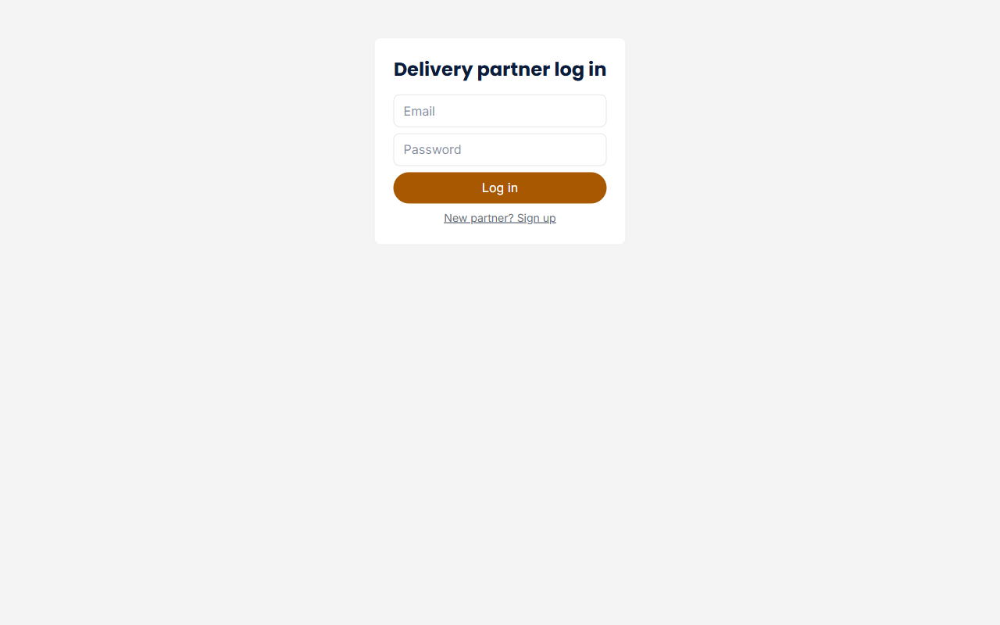 Delivery partner log in
Email
Password
Log in
New partner? Sign up